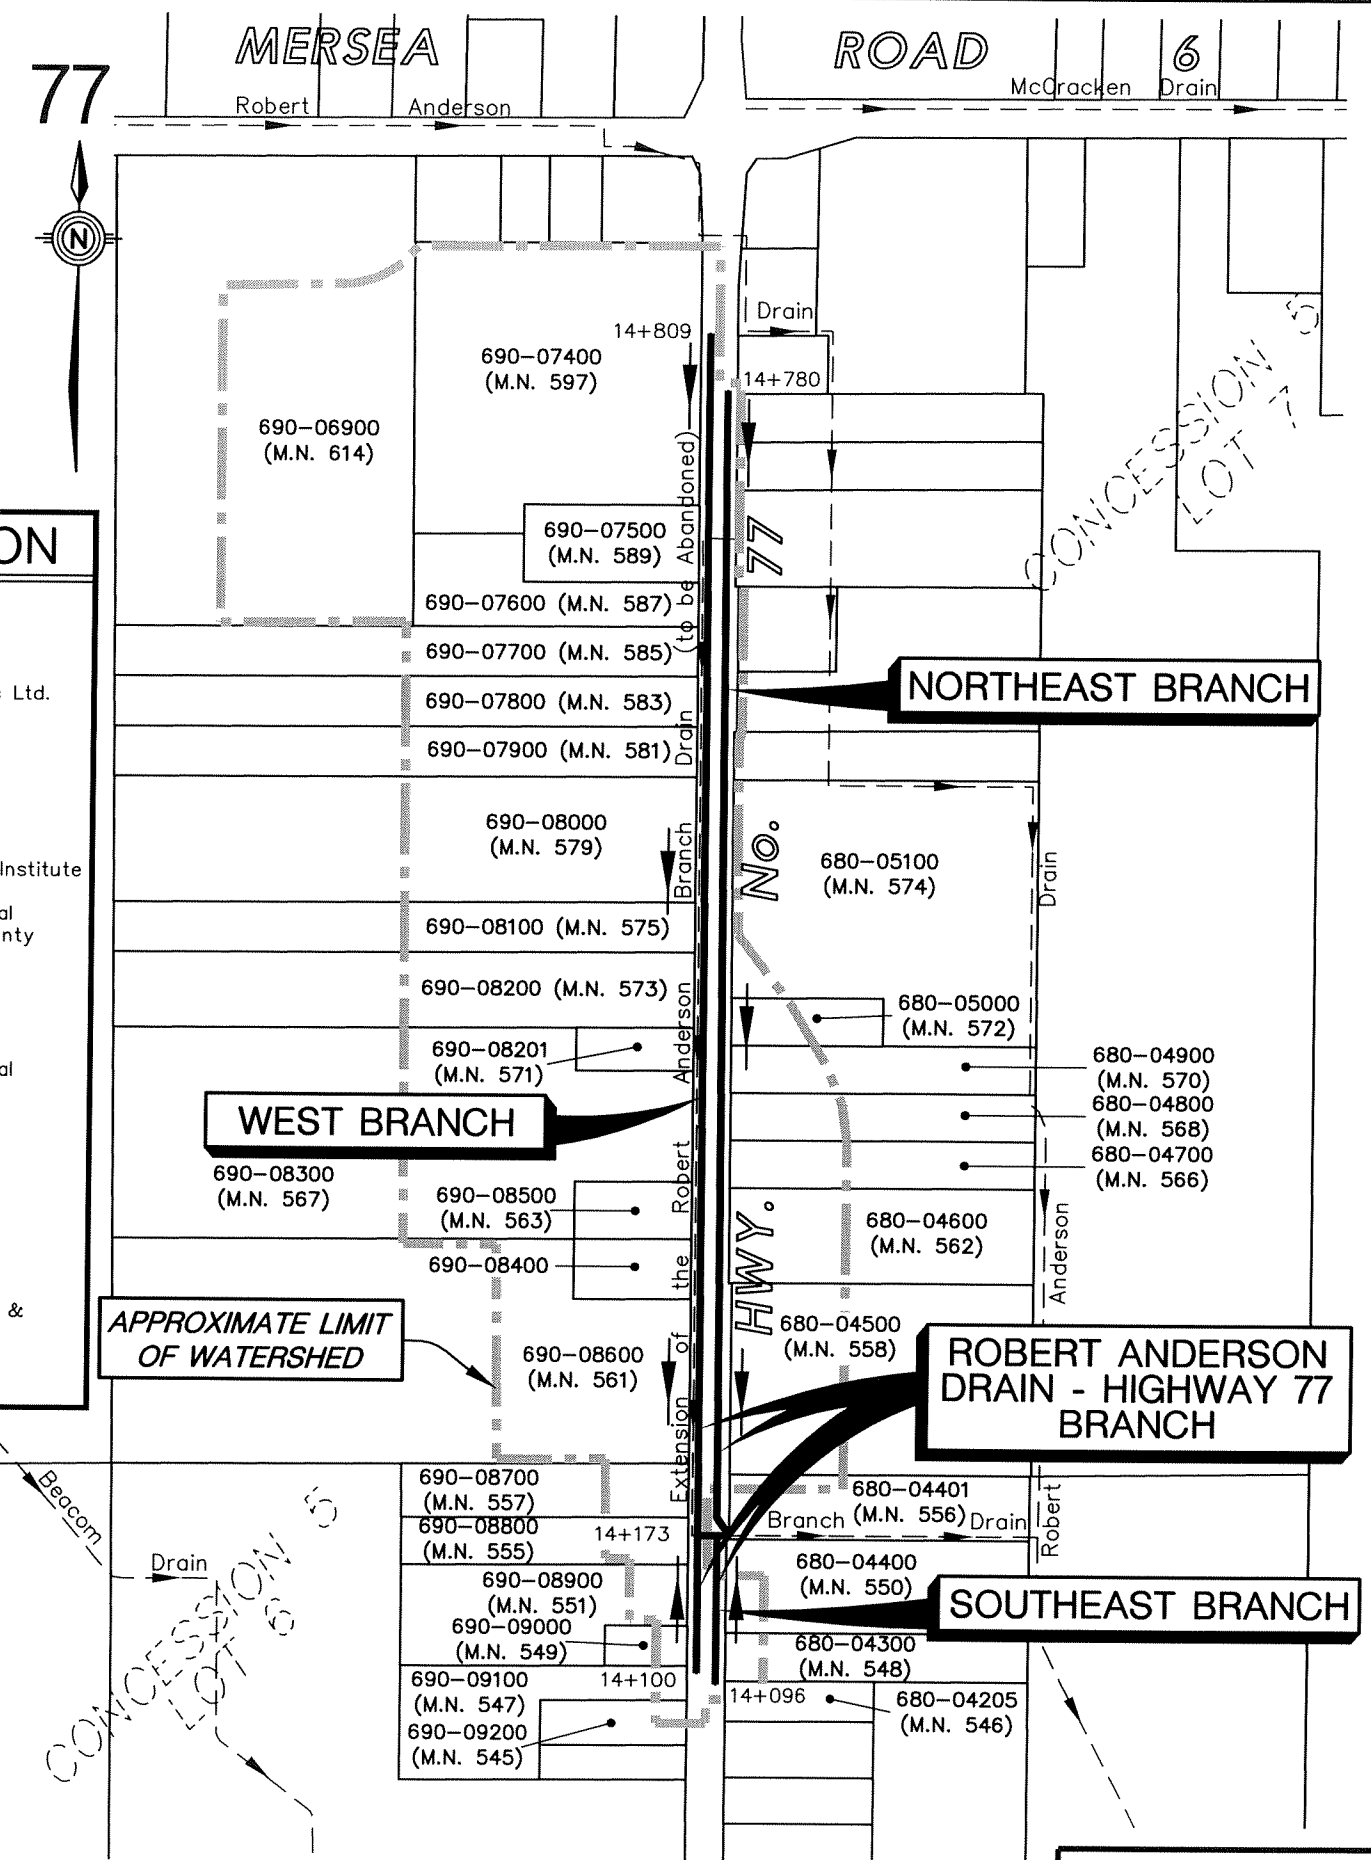 MERSEA ROAD 6
77
Robert Anderson
McCracken Drain
N
Drain
14+809
14+780
690-07400
(M.N. 597)
690-06900
(M.N. 614)
CONCESSION 5
LOT 7
690-07500
(M.N. 589)
ON
690-07600 (M.N. 587)
690-07700 (M.N. 585)
Ltd.
690-07800 (M.N. 583)
690-07900 (M.N. 581)
NORTHEAST BRANCH
690-08000
(M.N. 579)
680-05100
(M.N. 574)
Institute
al
nty
690-08100 (M.N. 575)
690-08200 (M.N. 573)
680-05000
(M.N. 572)
690-08201
(M.N. 571)
al
680-04900
(M.N. 570)
680-04800
(M.N. 568)
680-04700
(M.N. 566)
WEST BRANCH
690-08300
(M.N. 567)
690-08500
(M.N. 563)
680-04600
(M.N. 562)
690-08400
&
APPROXIMATE LIMIT
OF WATERSHED
690-08600
(M.N. 561)
680-04500
(M.N. 558)
ROBERT ANDERSON
DRAIN - HIGHWAY 77
BRANCH
Extension of the Robert Anderson Branch Drain (to be Abandoned)
HWY. No. 77
Robert Anderson Drain
690-08700
(M.N. 557)
690-08800
(M.N. 555)
14+173
680-04401
(M.N. 556)
Branch Drain
Beacom
Drain
CONCESSION 5
LOT 6
690-08900
(M.N. 551)
680-04400
(M.N. 550)
SOUTHEAST BRANCH
690-09000
(M.N. 549)
680-04300
(M.N. 548)
690-09100
(M.N. 547)
14+100
14+096
680-04205
(M.N. 546)
690-09200
(M.N. 545)